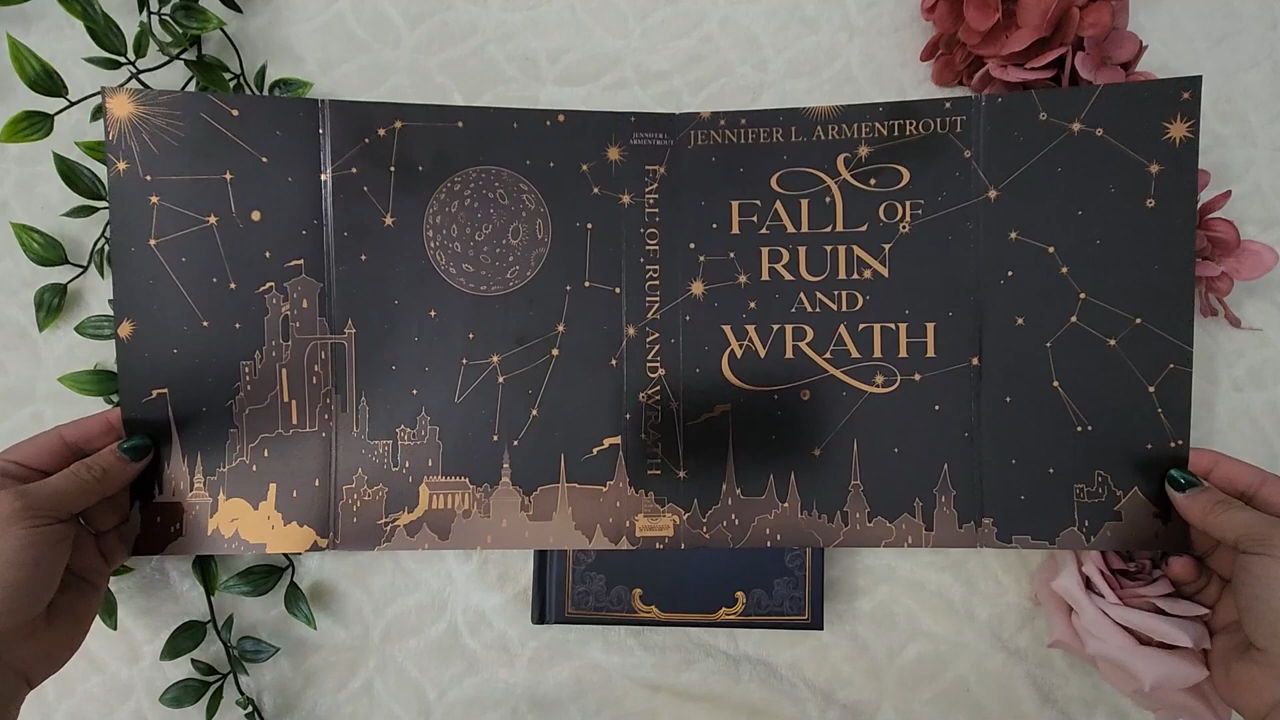 JENNIFER L.
ARMENTROUT
FALL OF RUIN AND WRATH
JENNIFER L. ARMENTROUT
FALL OF
RUIN
AND
WRATH